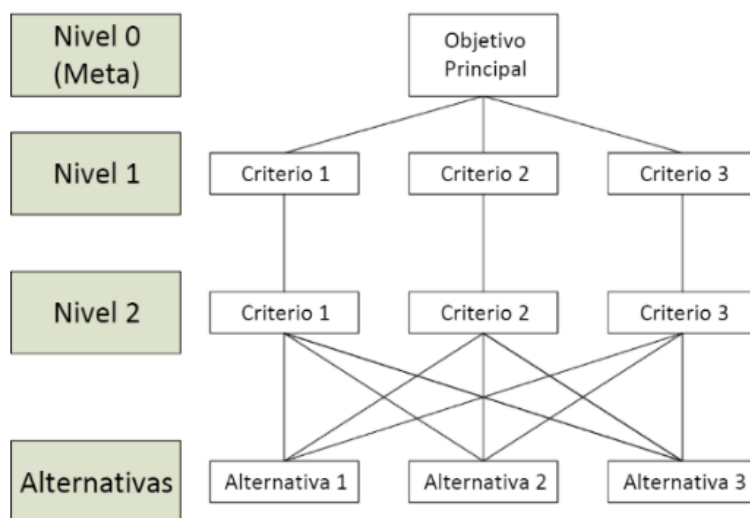 Nivel 0
(Meta)
Objetivo
Principal
Nivel 1
Criterio 1
Criterio 2
Criterio 3
Nivel 2
Criterio 1
Criterio 2
Criterio 3
Alternativas
Alternativa 1
Alternativa 2
Alternativa 3